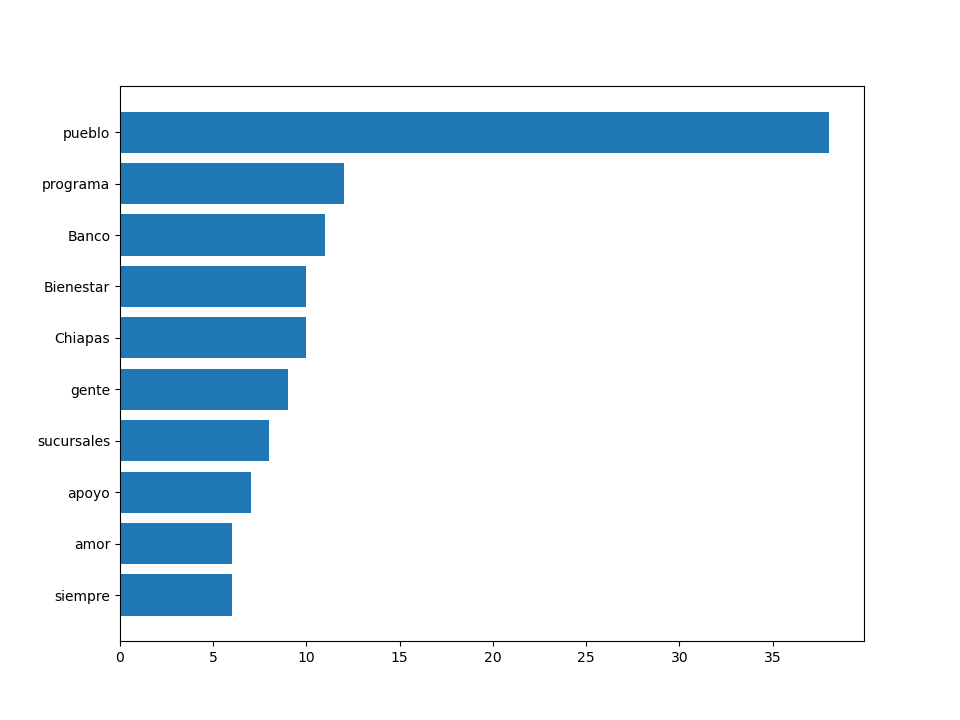 pueblo
programa
Banco
Bienestar
Chiapas
gente
sucursales
apoyo
amor
siempre
0 5 10 15 20 25 30 35